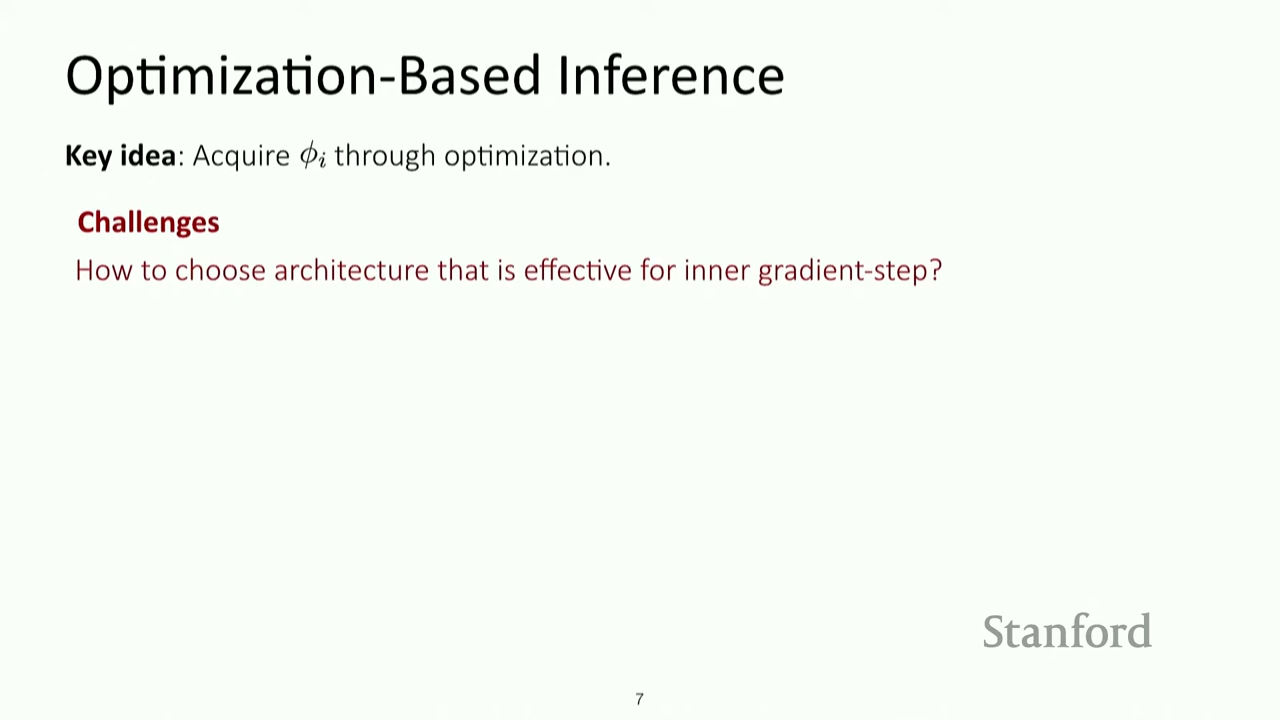 Optimization-Based Inference
Key idea: Acquire ϕᵢ through optimization.
Challenges
How to choose architecture that is effective for inner gradient-step?
Stanford
7